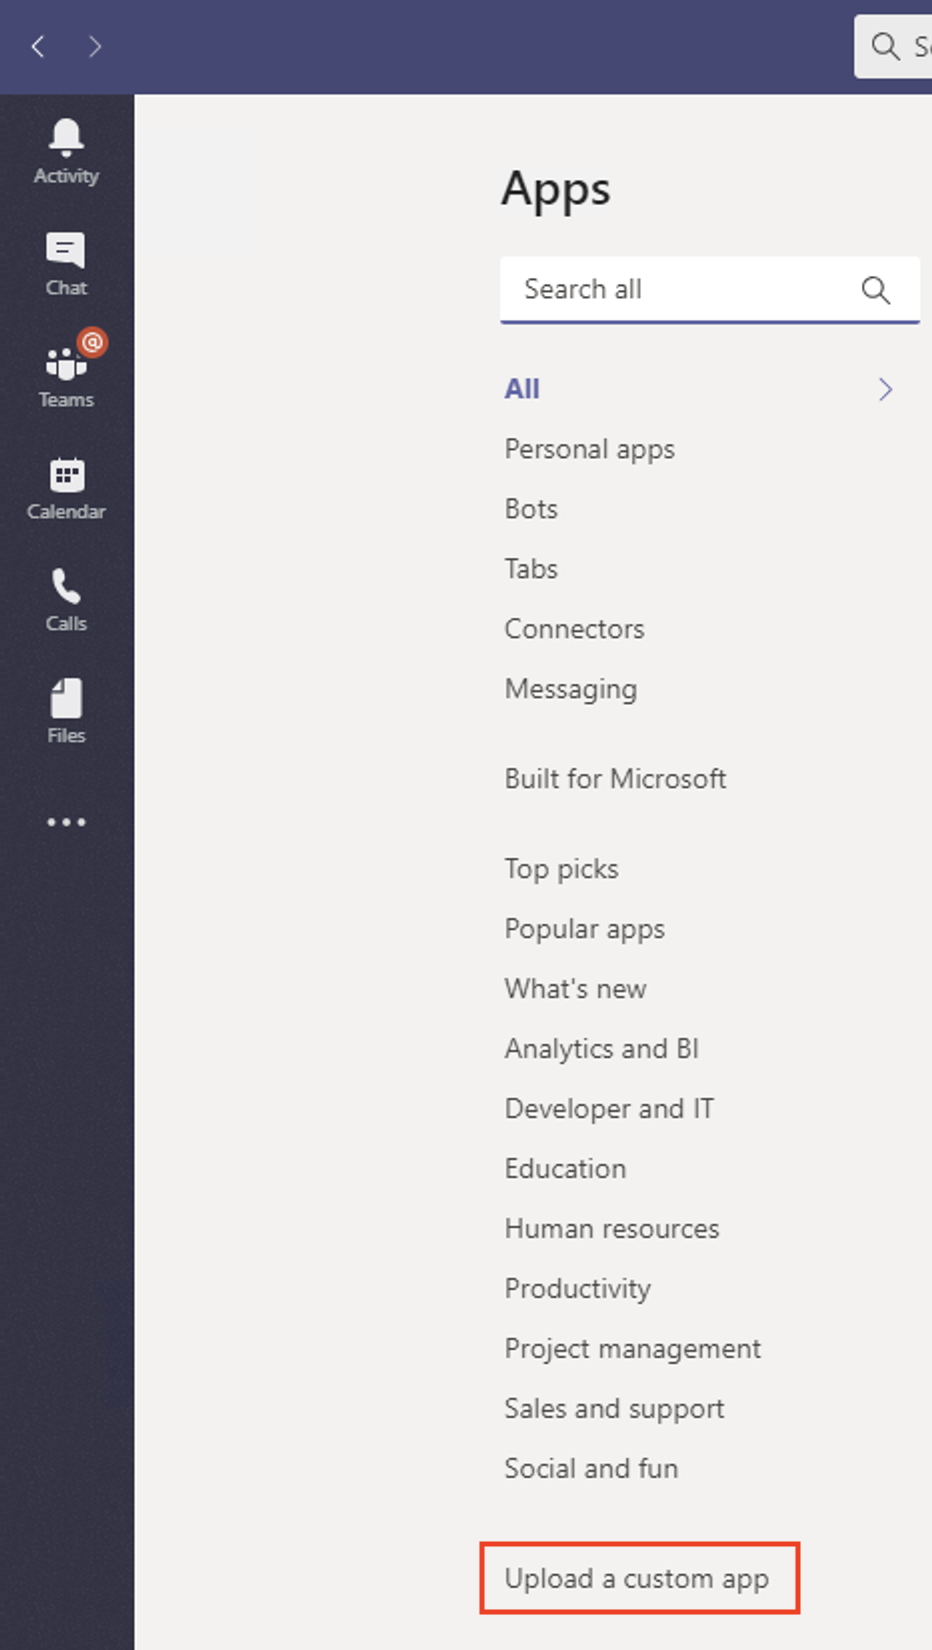 Activity
Chat
@
Teams
Calendar
Calls
Files
Apps
Search all
All
Personal apps
Bots
Tabs
Connectors
Messaging
Built for Microsoft
Top picks
Popular apps
What's new
Analytics and BI
Developer and IT
Education
Human resources
Productivity
Project management
Sales and support
Social and fun
Upload a custom app